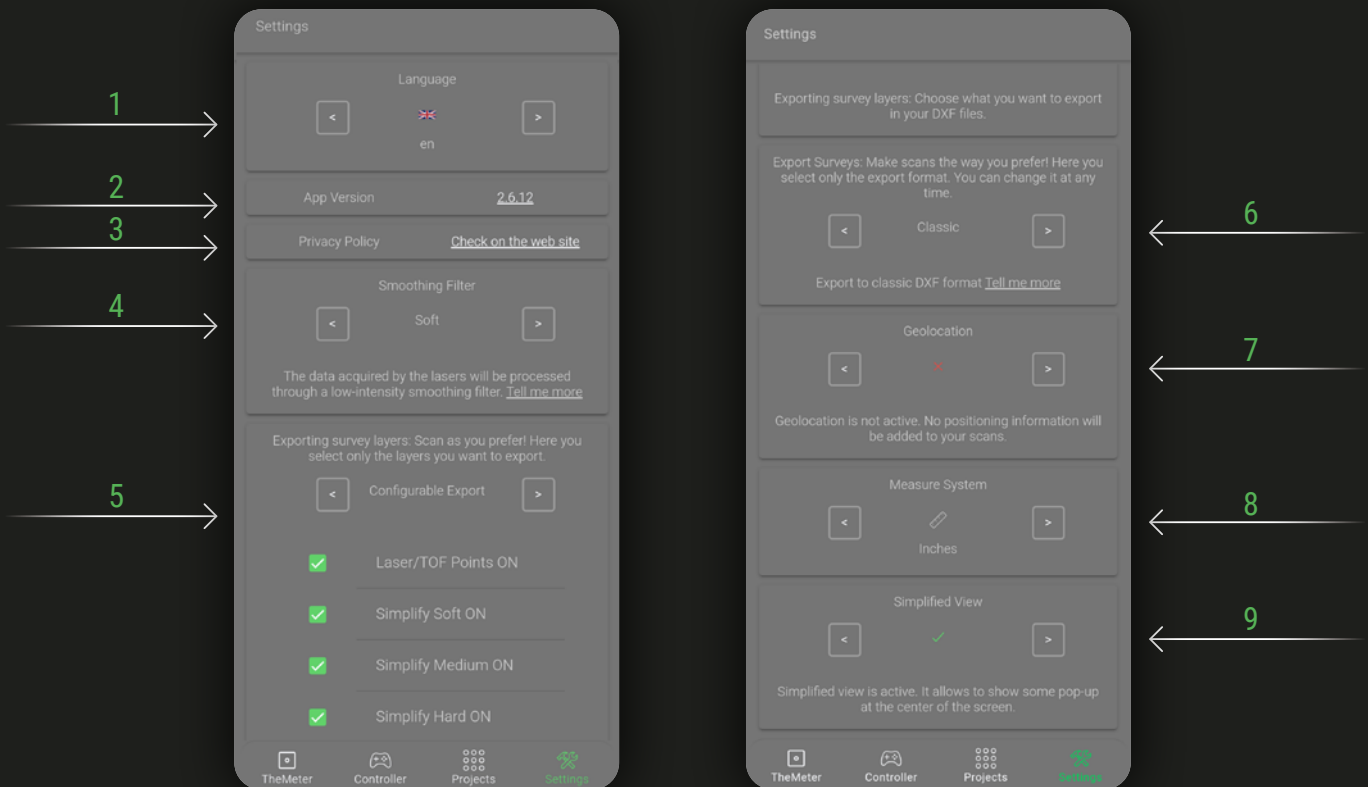 Settings
1
Language
<
>
en
2
App Version
2.6.12
3
Privacy Policy
Check on the web site
4
Smoothing Filter
<
Soft
>
The data acquired by the lasers will be processed
through a low-intensity smoothing filter. Tell me more
5
Exporting survey layers: Scan as you prefer! Here you
select only the layers you want to export.
<
Configurable Export
>
Laser/TOF Points ON
Simplify Soft ON
Simplify Medium ON
Simplify Hard ON
TheMeter
Controller
Projects
Settings
Settings
Exporting survey layers: Choose what you want to export
in your DXF files.
6
Export Surveys: Make scans the way you prefer! Here you
select only the export format. You can change it at any
time.
<
Classic
>
Export to classic DXF format Tell me more
7
Geolocation
<
>
Geolocation is not active. No positioning information will
be added to your scans.
8
Measure System
<
>
Inches
9
Simplified View
<
>
Simplified view is active. It allows to show some pop-up
at the center of the screen.
TheMeter
Controller
Projects
Settings